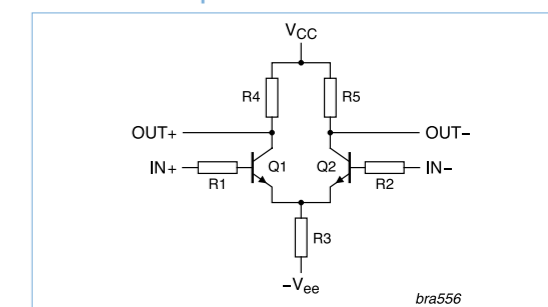 VCC
R4 R5
OUT+ OUT−
IN+ Q1 Q2 IN−
R1 R2
R3
−Vee
bra556